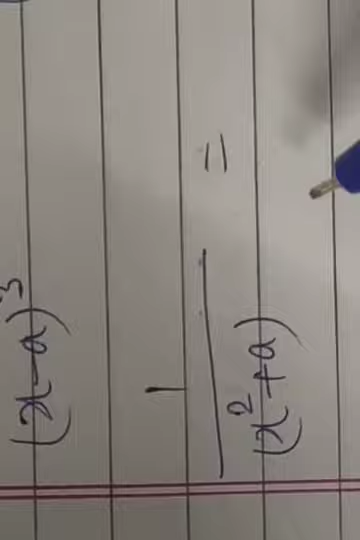 (x-a)³
1
(x²+a) =